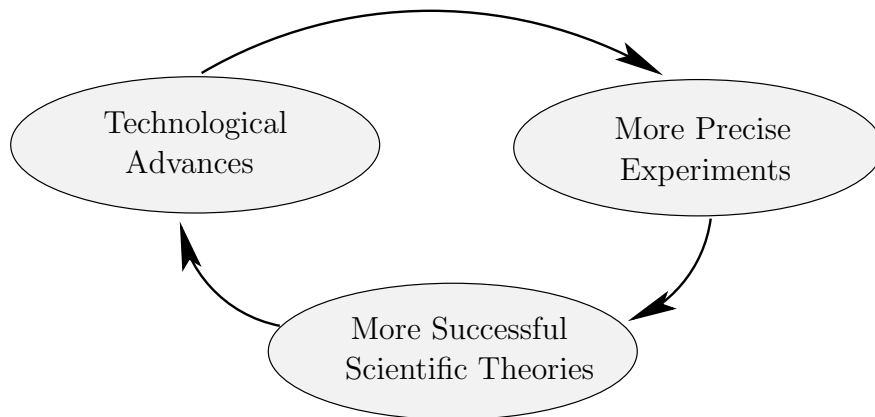 Technological
Advances
More Precise
Experiments
More Successful
Scientific Theories